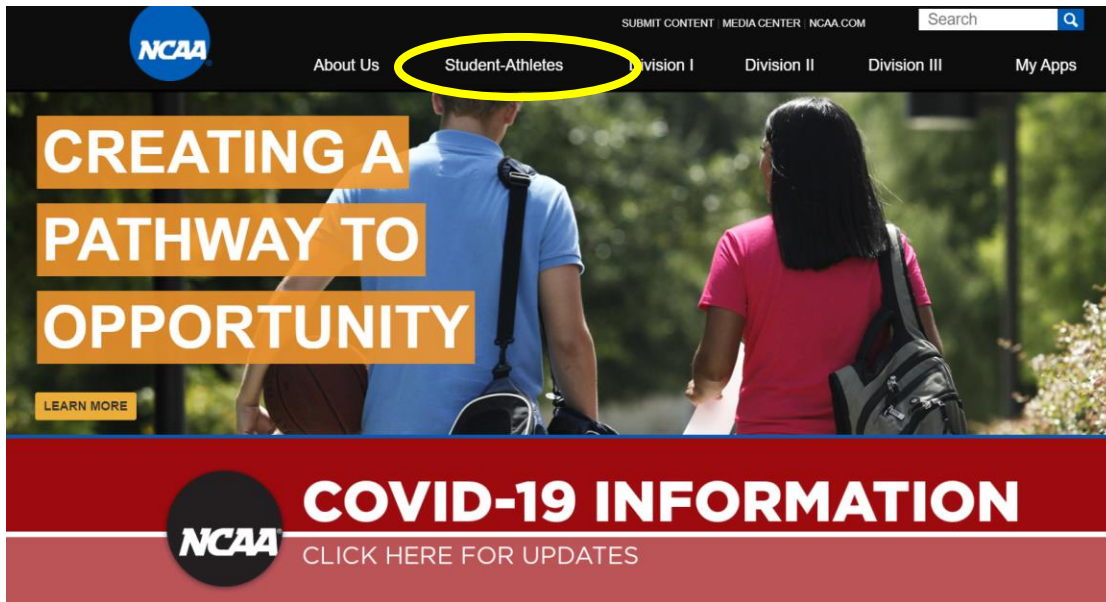 SUBMIT CONTENT | MEDIA CENTER | NCAA.COM Search
NCAA
About Us Student-Athletes Division I Division II Division III My Apps
CREATING A
PATHWAY TO
OPPORTUNITY
LEARN MORE
COVID-19 INFORMATION
NCAA
CLICK HERE FOR UPDATES